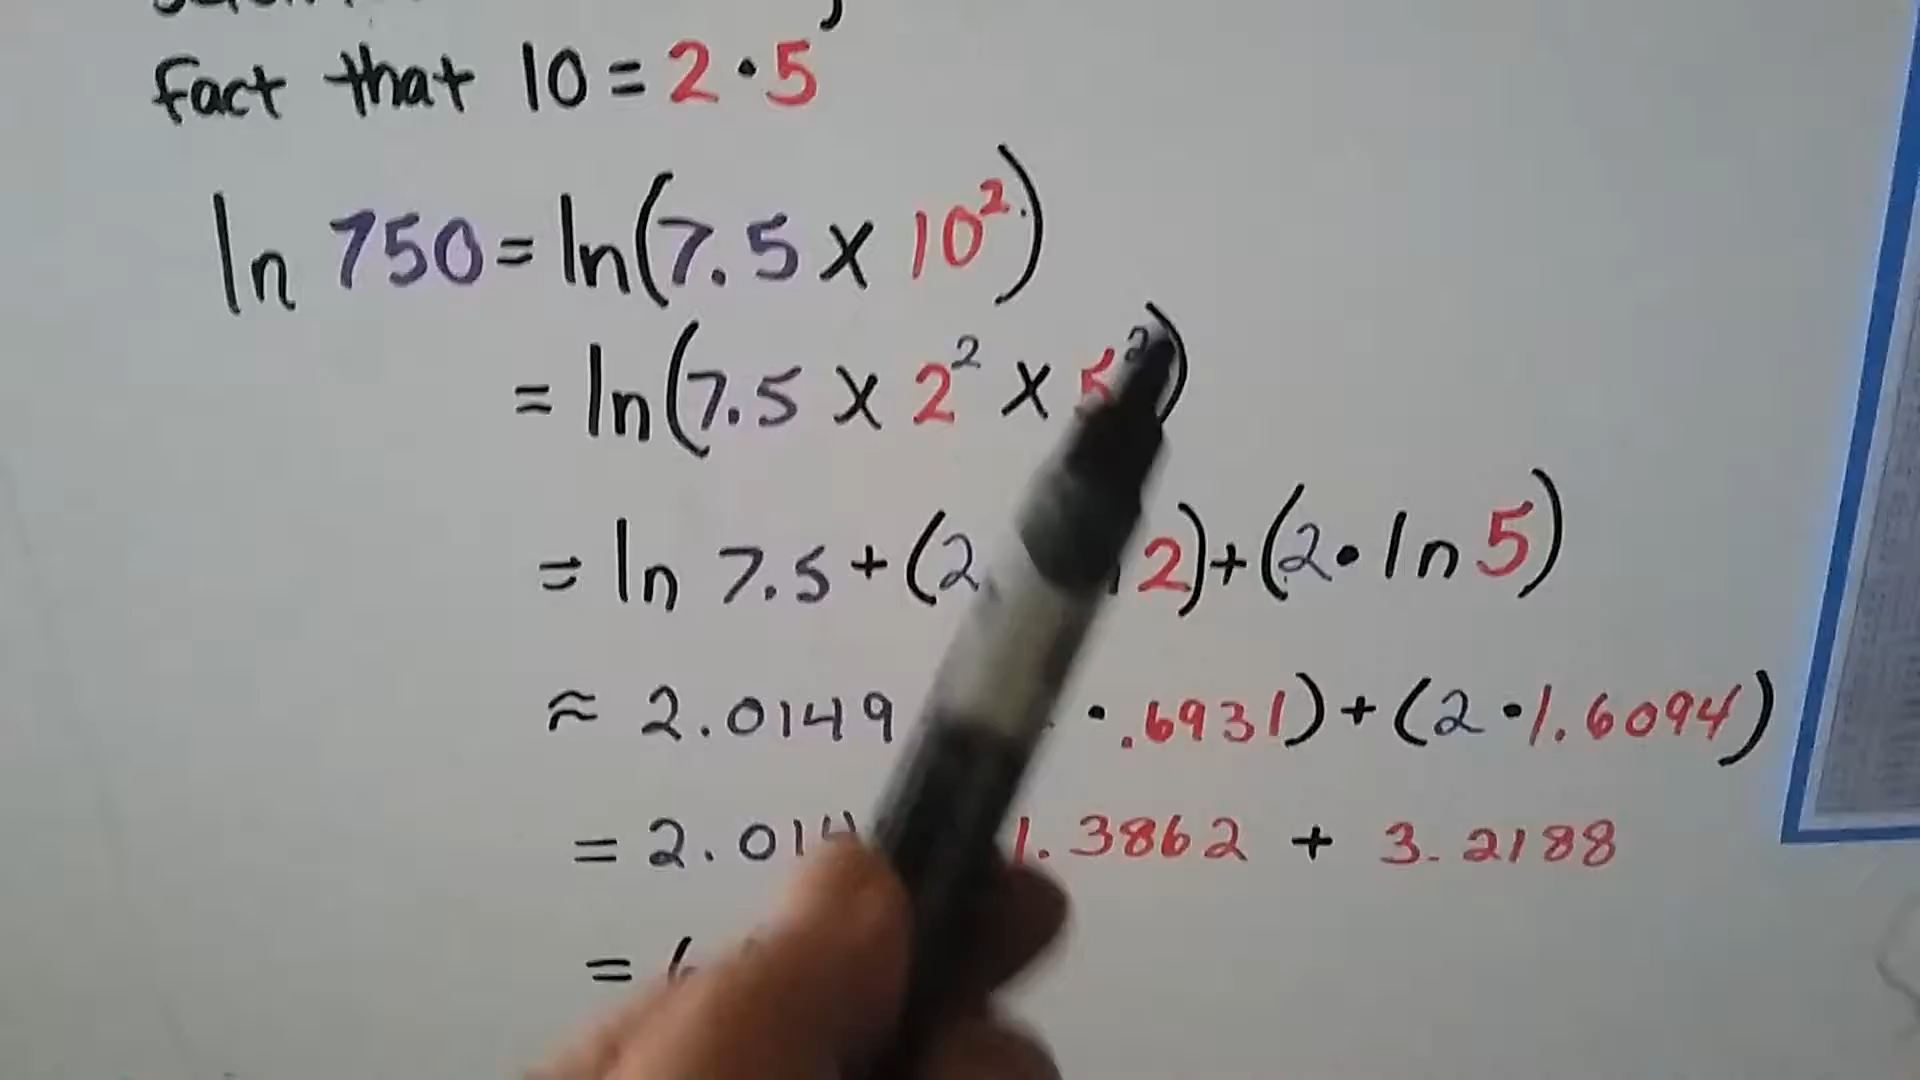 fact that 10 = 2 · 5
ln 750 = ln(7.5 x 10²)
= ln(7.5 x 2² x 5²)
= ln 7.5 + (2 2) + (2 • ln 5)
≈ 2.0149 • .6931) + (2 • 1.6094)
= 2.014 1.3862 + 3.2188
= 6